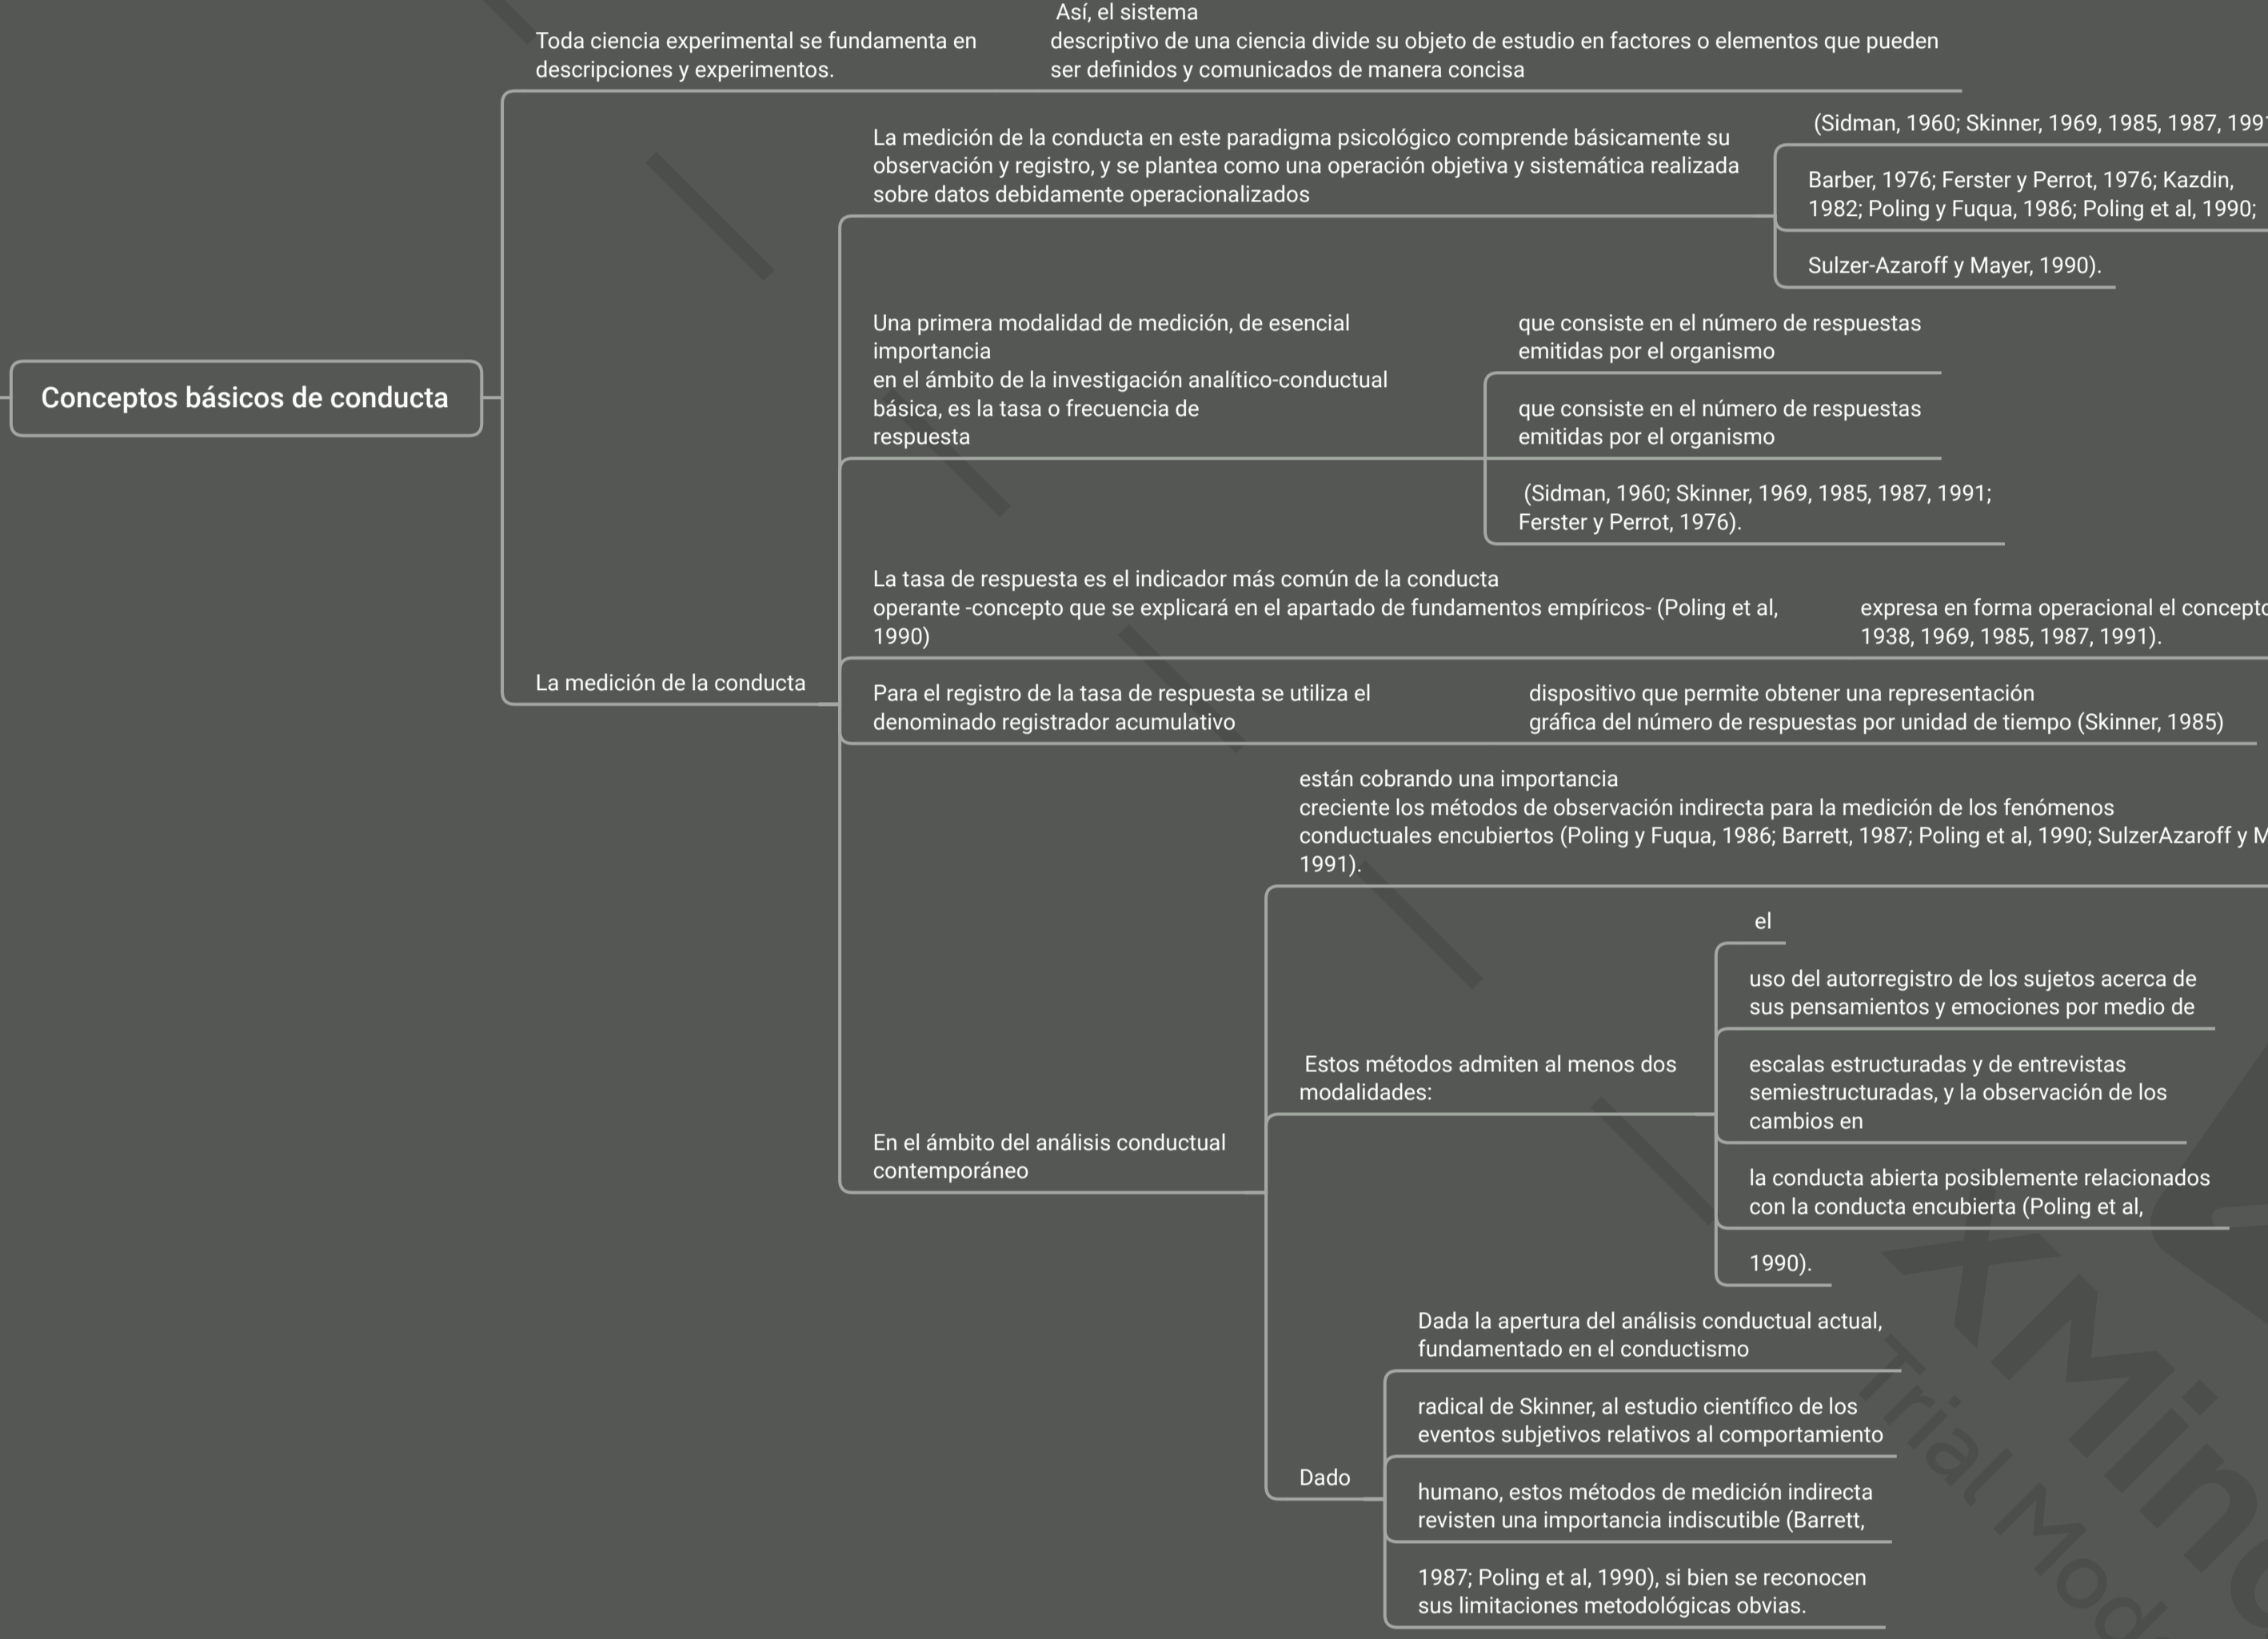 Así, el sistema
Toda ciencia experimental se fundamenta en
descripciones y experimentos.
descriptivo de una ciencia divide su objeto de estudio en factores o elementos que pueden
ser definidos y comunicados de manera concisa
Conceptos básicos de conducta
La medición de la conducta
La medición de la conducta en este paradigma psicológico comprende básicamente su
observación y registro, y se plantea como una operación objetiva y sistemática realizada
sobre datos debidamente operacionalizados
(Sidman, 1960; Skinner, 1969, 1985, 1987, 1991
Barber, 1976; Ferster y Perrot, 1976; Kazdin,
1982; Poling y Fuqua, 1986; Poling et al, 1990;
Sulzer-Azaroff y Mayer, 1990).
Una primera modalidad de medición, de esencial
importancia
en el ámbito de la investigación analítico-conductual
básica, es la tasa o frecuencia de
respuesta
que consiste en el número de respuestas
emitidas por el organismo
que consiste en el número de respuestas
emitidas por el organismo
(Sidman, 1960; Skinner, 1969, 1985, 1987, 1991;
Ferster y Perrot, 1976).
La tasa de respuesta es el indicador más común de la conducta
operante -concepto que se explicará en el apartado de fundamentos empíricos- (Poling et al,
1990)
expresa en forma operacional el concepto
1938, 1969, 1985, 1987, 1991).
Para el registro de la tasa de respuesta se utiliza el
denominado registrador acumulativo
dispositivo que permite obtener una representación
gráfica del número de respuestas por unidad de tiempo (Skinner, 1985)
En el ámbito del análisis conductual
contemporáneo
están cobrando una importancia
creciente los métodos de observación indirecta para la medición de los fenómenos
conductuales encubiertos (Poling y Fuqua, 1986; Barrett, 1987; Poling et al, 1990; SulzerAzaroff y
1991).
Estos métodos admiten al menos dos
modalidades:
el
uso del autorregistro de los sujetos acerca de
sus pensamientos y emociones por medio de
escalas estructuradas y de entrevistas
semiestructuradas, y la observación de los
cambios en
la conducta abierta posiblemente relacionados
con la conducta encubierta (Poling et al,
1990).
Dado
Dada la apertura del análisis conductual actual,
fundamentado en el conductismo
radical de Skinner, al estudio científico de los
eventos subjetivos relativos al comportamiento
humano, estos métodos de medición indirecta
revisten una importancia indiscutible (Barrett,
1987; Poling et al, 1990), si bien se reconocen
sus limitaciones metodológicas obvias.
XMind
Trial Mod